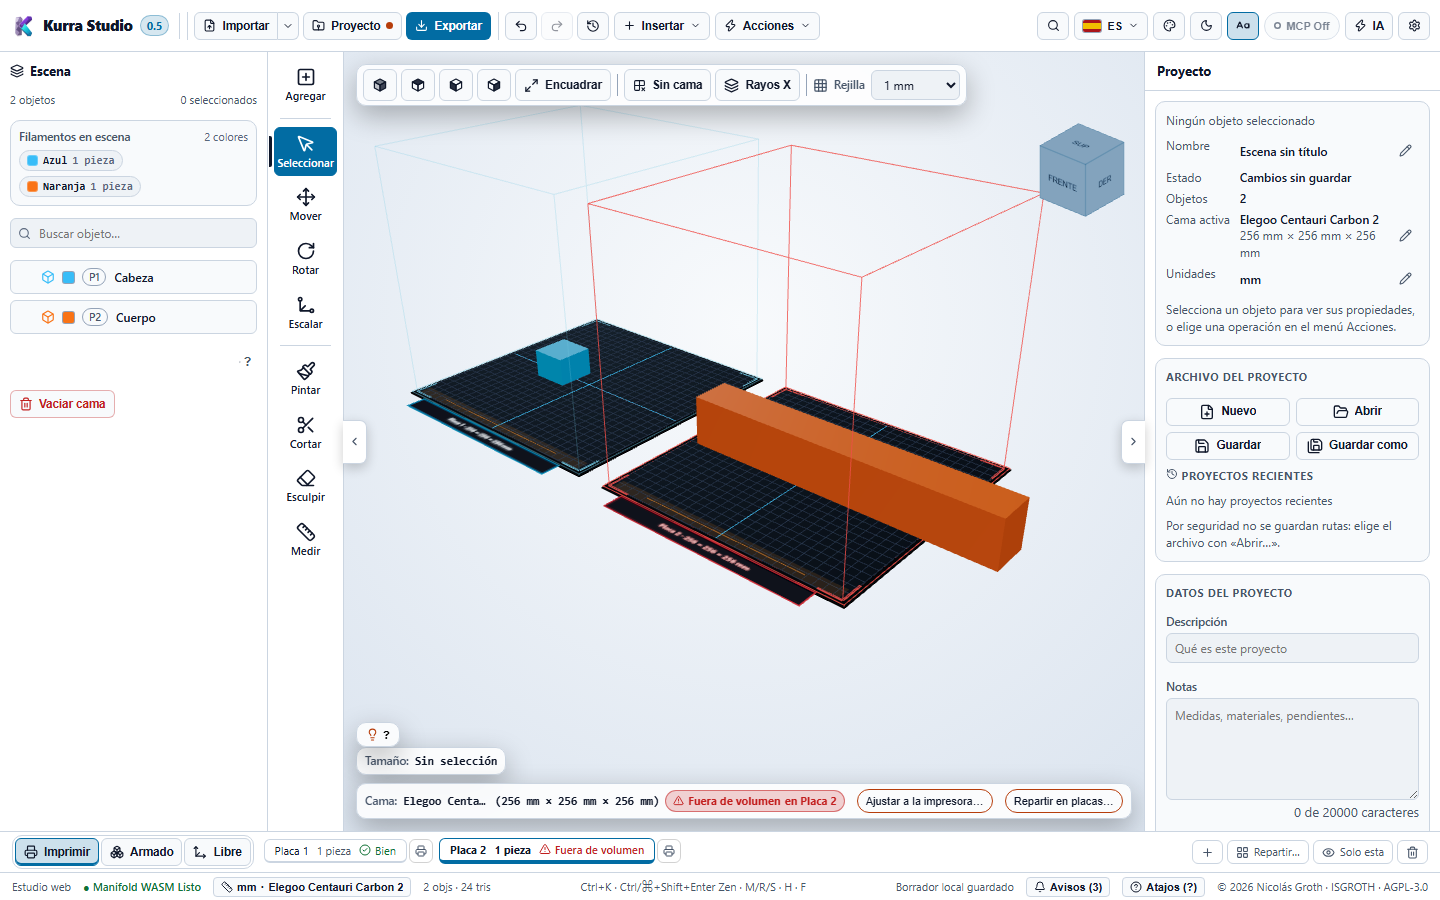 Kurra Studio 0.5 Importar Proyecto Exportar Insertar Acciones ES MCP Off IA
Escena
2 objetos 0 seleccionados
Filamentos en escena 2 colores
Azul 1 pieza
Naranja 1 pieza
Buscar objeto...
P1 Cabeza
P2 Cuerpo
?
Vaciar cama
Agregar
Seleccionar
Mover
Rotar
Escalar
Pintar
Cortar
Esculpir
Medir
Encuadrar Sin cama Rayos X Rejilla 1 mm
SUP
FRENTE DER
?
Tamaño: Sin selección
Cama: Elegoo Centa… (256 mm × 256 mm × 256 mm) Fuera de volumen en Placa 2 Ajustar a la impresora... Repartir en placas...
Proyecto
Ningún objeto seleccionado
Nombre Escena sin título
Estado Cambios sin guardar
Objetos 2
Cama activa Elegoo Centauri Carbon 2
256 mm × 256 mm × 256
mm
Unidades mm
Selecciona un objeto para ver sus propiedades,
o elige una operación en el menú Acciones.
ARCHIVO DEL PROYECTO
Nuevo Abrir
Guardar Guardar como
PROYECTOS RECIENTES
Aún no hay proyectos recientes
Por seguridad no se guardan rutas: elige el
archivo con «Abrir...».
DATOS DEL PROYECTO
Descripción
Qué es este proyecto
Notas
Medidas, materiales, pendientes...
0 de 20000 caracteres
Imprimir Armado Libre Placa 1 1 pieza Bien Placa 2 1 pieza Fuera de volumen + Repartir... Solo esta
Estudio web Manifold WASM Listo mm · Elegoo Centauri Carbon 2 2 objs · 24 tris Ctrl+K · Ctrl/⌘+Shift+Enter Zen · M/R/S · H · F Borrador local guardado Avisos (3) Atajos (?) © 2026 Nicolás Groth · ISGROTH · AGPL-3.0